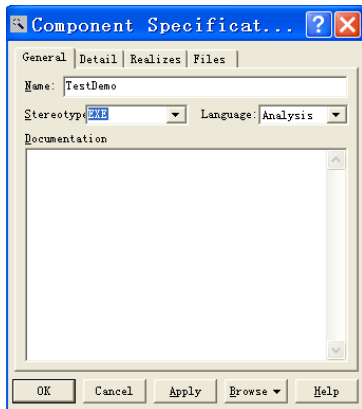 Component Specificat...
General Detail Realizes Files
Name: TestDemo
Stereotype EXE Language: Analysis
Documentation
OK Cancel Apply Browse Help